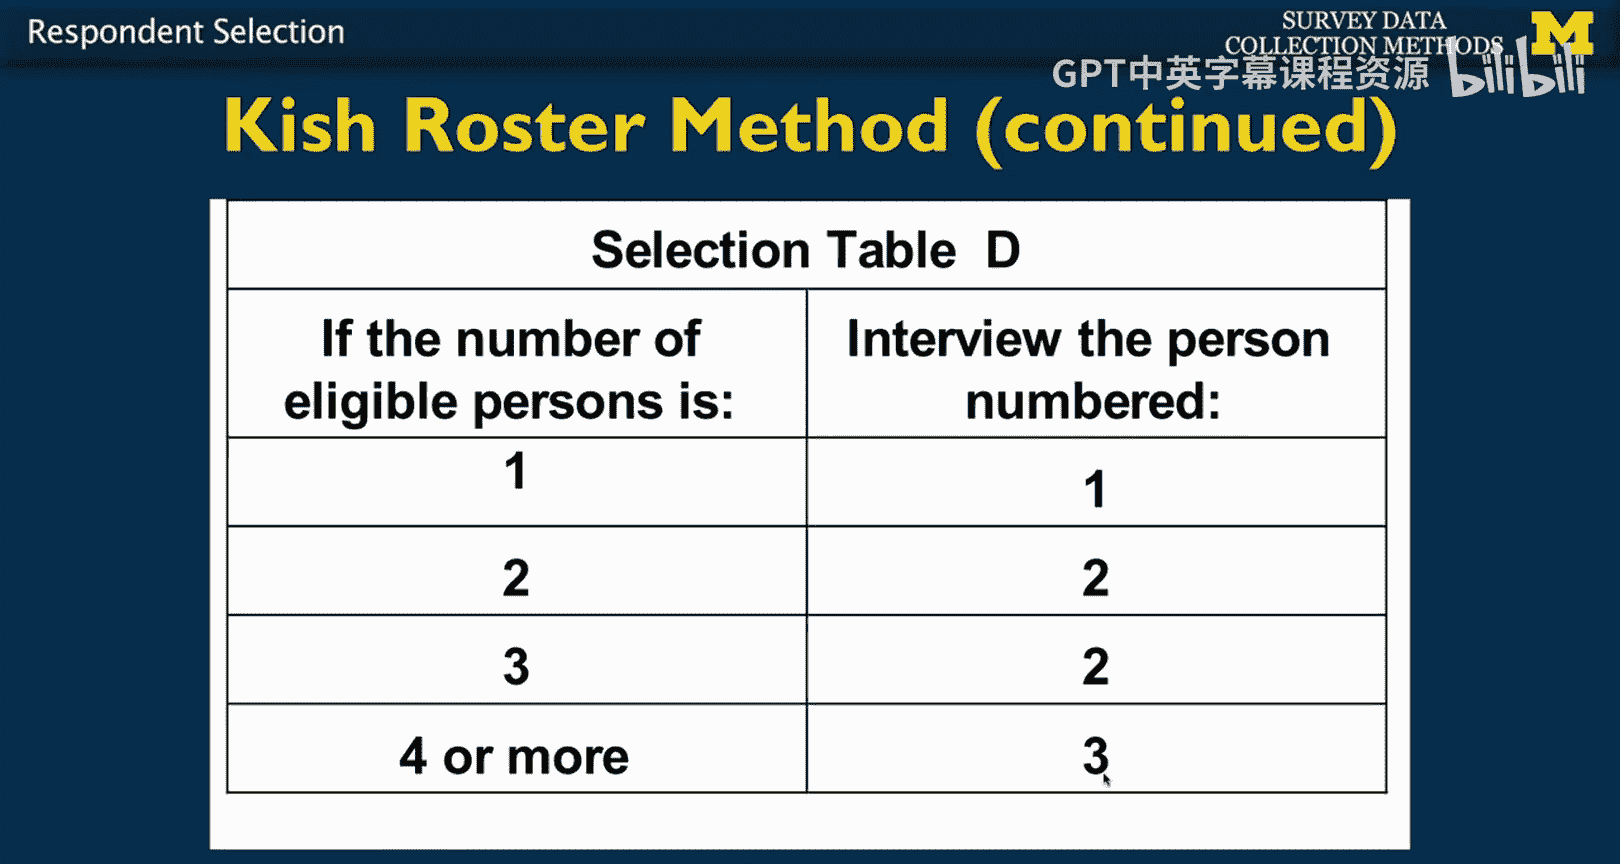 Respondent Selection
SURVEY DATA
COLLECTION METHODS
M
GPT中英字幕课程资源 bilibili
Kish Roster Method (continued)
Selection Table D
If the number of
eligible persons is:
Interview the person
numbered:
1
1
2
2
3
2
4 or more
3